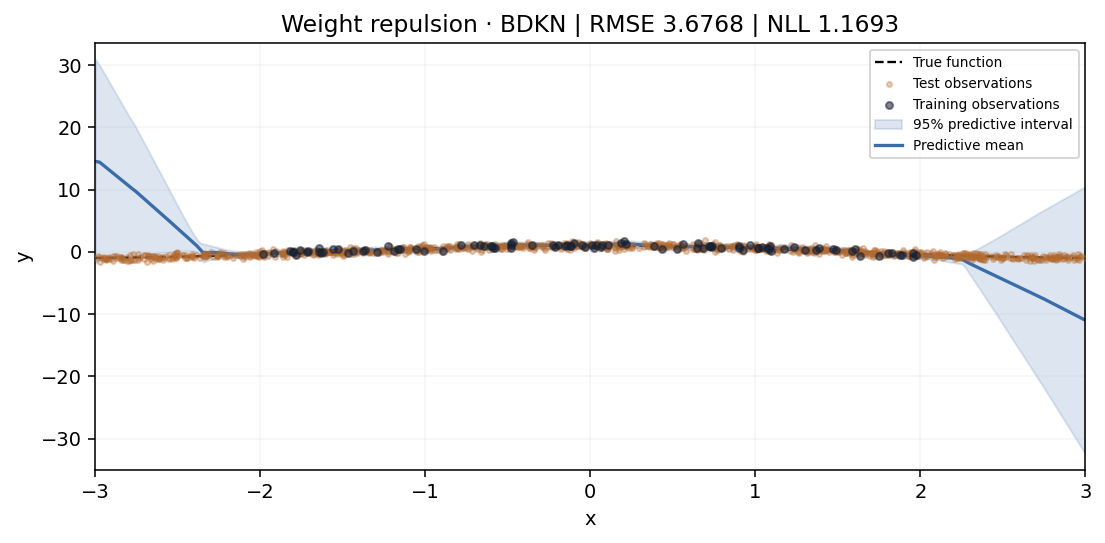 Weight repulsion · BDKN | RMSE 3.6768 | NLL 1.1693
True function
Test observations
Training observations
95% predictive interval
Predictive mean
30
20
10
0
−10
−20
−30
y
−3
−2
−1
0
1
2
3
x